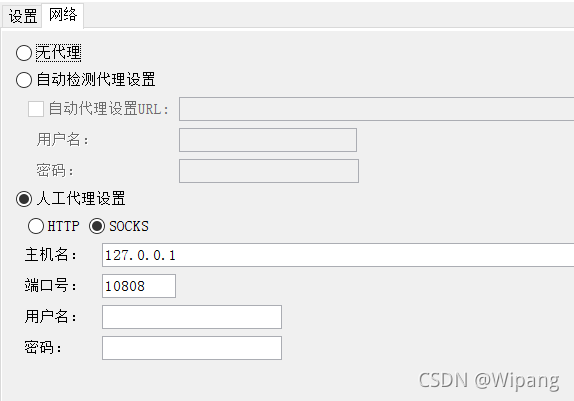 设置 网络
无代理
自动检测代理设置
自动代理设置URL:
用户名:
密码:
人工代理设置
HTTP SOCKS
主机名: 127.0.0.1
端口号: 10808
用户名:
密码:
CSDN @Wipang